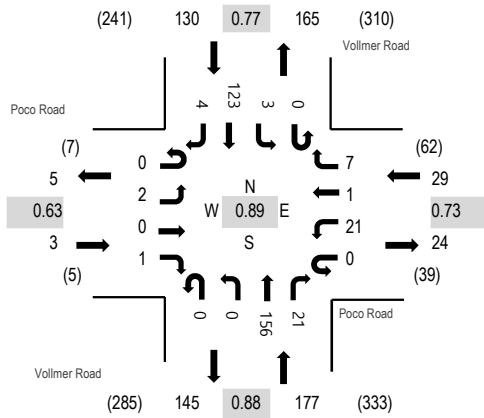 (241) 130 0.77 165 (310)
Vollmer Road
Poco Road
4 123 3 0
(7) 0 7 (62)
5 2 1 29
0.63 0 W N 0.89 E S 21 0.73
3 1 0 24
(5) (39)
0 0 156 21
Poco Road
Vollmer Road
(285) 145 0.88 177 (333)